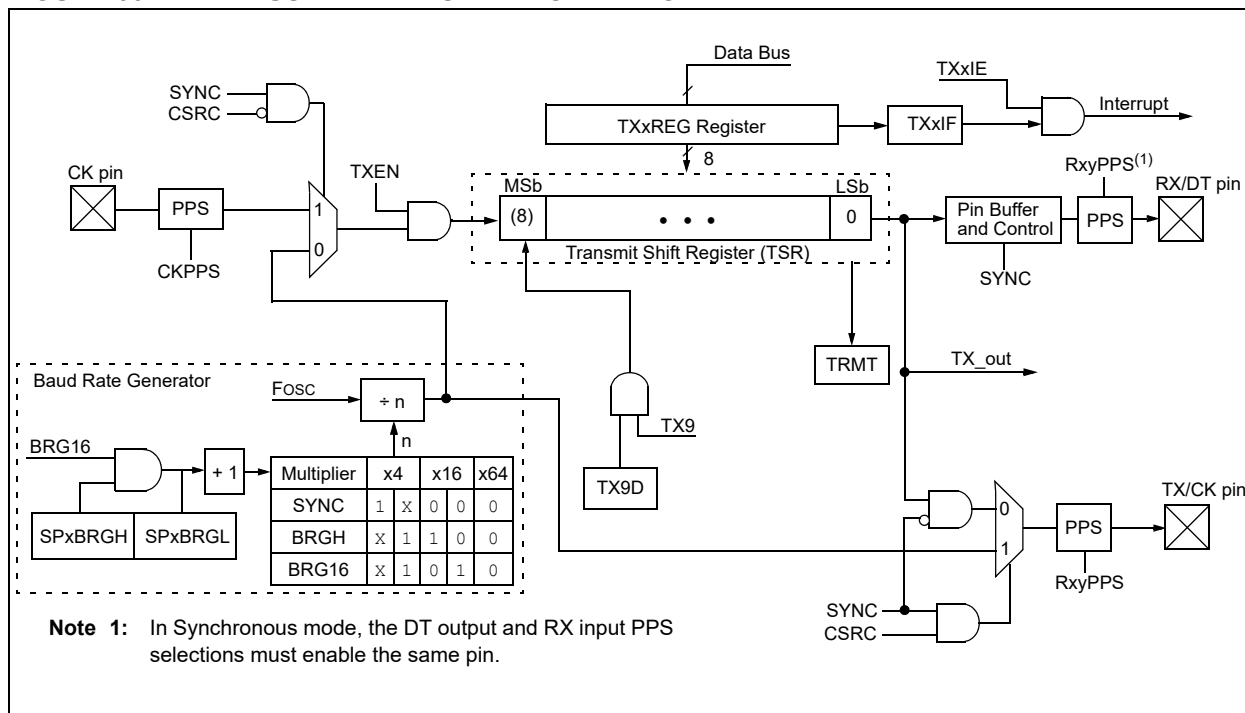 Data Bus
TXxIE
Interrupt
SYNC
CSRC
TXxREG Register
TXxIF
8
CK pin
TXEN
MSb
LSb
RxyPPS(1)
RX/DT pin
PPS
1
0
(8)
• • •
0
Pin Buffer
and Control
PPS
CKPPS
Transmit Shift Register (TSR)
SYNC
TRMT
TX_out
Baud Rate Generator
FOSC
÷ n
n
TX9
TX9D
BRG16
+ 1
SPxBRGH SPxBRGL
Multiplier x4 x16 x64
SYNC 1 X 0 0 0
BRGH X 1 1 0 0
BRG16 X 1 0 1 0
TX/CK pin
0
1
PPS
RxyPPS
SYNC
CSRC
Note 1: In Synchronous mode, the DT output and RX input PPS
selections must enable the same pin.